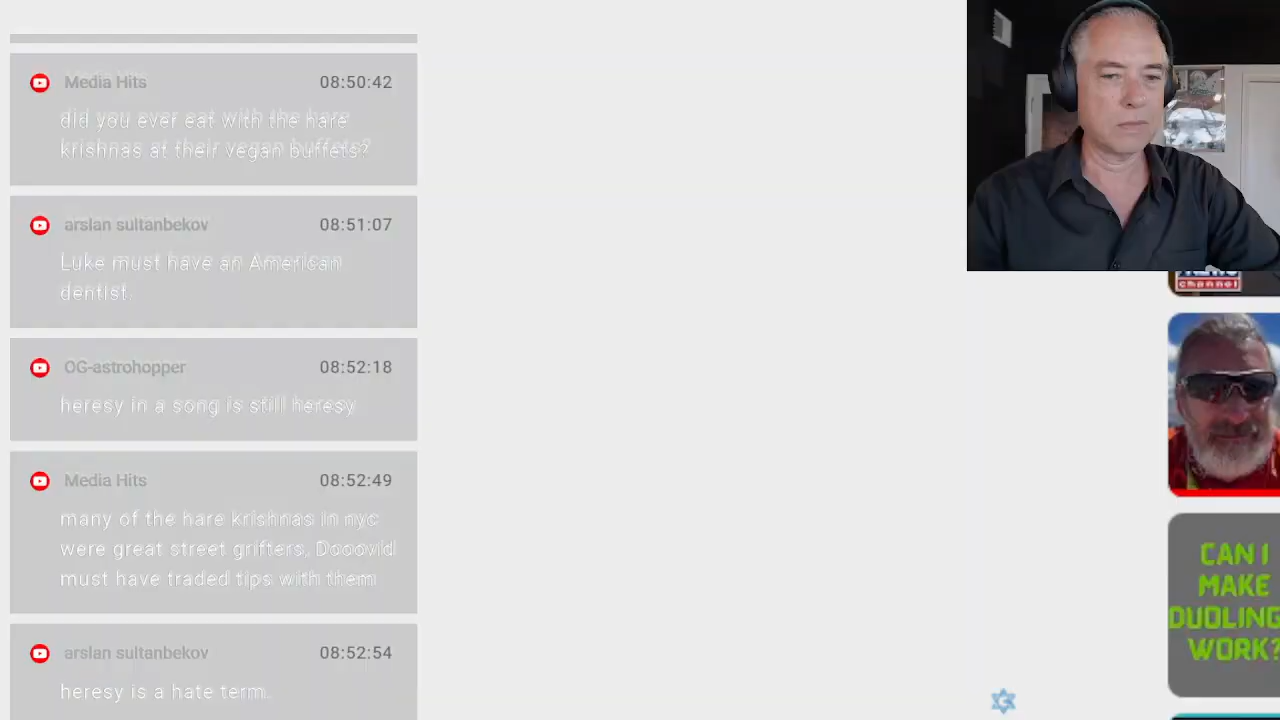 Media Hits 08:50:42
did you ever eat with the hare
krishnas at their vegan buffets?
arslan sultanbekov 08:51:07
Luke must have an American
dentist.
OG-astrohopper 08:52:18
heresy in a song is still heresy
Media Hits 08:52:49
many of the hare krishnas in nyc
were great street grifters. Dooovid
must have traded tips with them
arslan sultanbekov 08:52:54
heresy is a hate term.
channel
CAN I
MAKE
DUOLING
WORK?